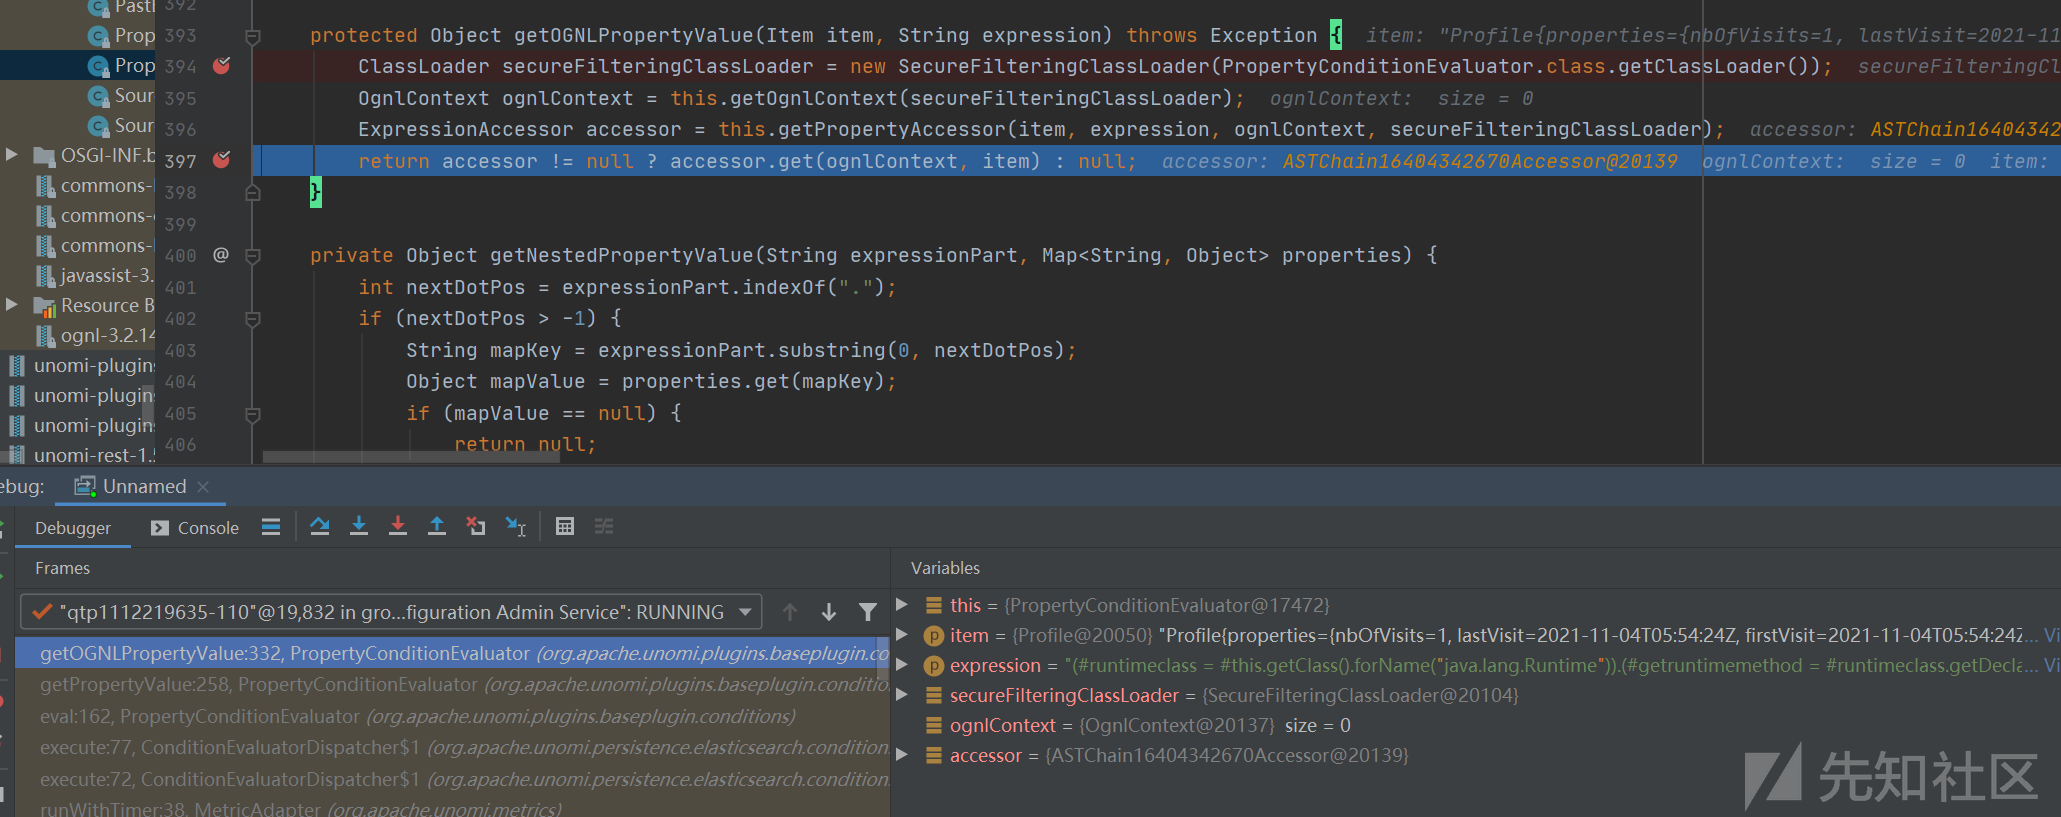 392
393 protected Object getOGNLPropertyValue(Item item, String expression) throws Exception { item: "Profile{properties={nbOfVisits=1, lastVisit=2021-11
394 ClassLoader secureFilteringClassLoader = new SecureFilteringClassLoader(PropertyConditionEvaluator.class.getClassLoader()); secureFilteringCl
395 OgnlContext ognlContext = this.getOgnlContext(secureFilteringClassLoader); ognlContext: size = 0
396 ExpressionAccessor accessor = this.getPropertyAccessor(item, expression, ognlContext, secureFilteringClassLoader); accessor: ASTChain16404342
397 return accessor != null ? accessor.get(ognlContext, item) : null; accessor: ASTChain16404342670Accessor@20139 ognlContext: size = 0 item:
398 }
399
400 @ private Object getNestedPropertyValue(String expressionPart, Map<String, Object> properties) {
401 int nextDotPos = expressionPart.indexOf(".");
402 if (nextDotPos > -1) {
403 String mapKey = expressionPart.substring(0, nextDotPos);
404 Object mapValue = properties.get(mapKey);
405 if (mapValue == null) {
406 return null;
Prop
Prop
Sour
Sour
OSGI-INF.b
commons-
commons-
commons-
javassist-3.
Resource B
ognl-3.2.14
unomi-plugins
unomi-plugins
unomi-plugins
unomi-rest-1.5
ebug: Unnamed
Debugger Console
Frames
"qtp1112219635-110"@19,832 in gro...figuration Admin Service": RUNNING
getOGNLPropertyValue:332, PropertyConditionEvaluator (org.apache.unomi.plugins.baseplugin.co
getPropertyValue:258, PropertyConditionEvaluator (org.apache.unomi.plugins.baseplugin.condition
eval:162, PropertyConditionEvaluator (org.apache.unomi.plugins.baseplugin.conditions)
execute:77, ConditionEvaluatorDispatcher$1 (org.apache.unomi.persistence.elasticsearch.condition
execute:72, ConditionEvaluatorDispatcher$1 (org.apache.unomi.persistence.elasticsearch.condition
runWithTimer:38, MetricAdapter (org.apache.unomi.metrics)
Variables
this = {PropertyConditionEvaluator@17472}
item = {Profile@20050} "Profile{properties={nbOfVisits=1, lastVisit=2021-11-04T05:54:24Z, firstVisit=2021-11-04T05:54:24Z... Vi
expression = "(#runtimeclass = #this.getClass().forName("java.lang.Runtime")).(#getruntimemethod = #runtimeclass.getDecla... Vi
secureFilteringClassLoader = {SecureFilteringClassLoader@20104}
ognlContext = {OgnlContext@20137} size = 0
accessor = {ASTChain16404342670Accessor@20139}
先知社区